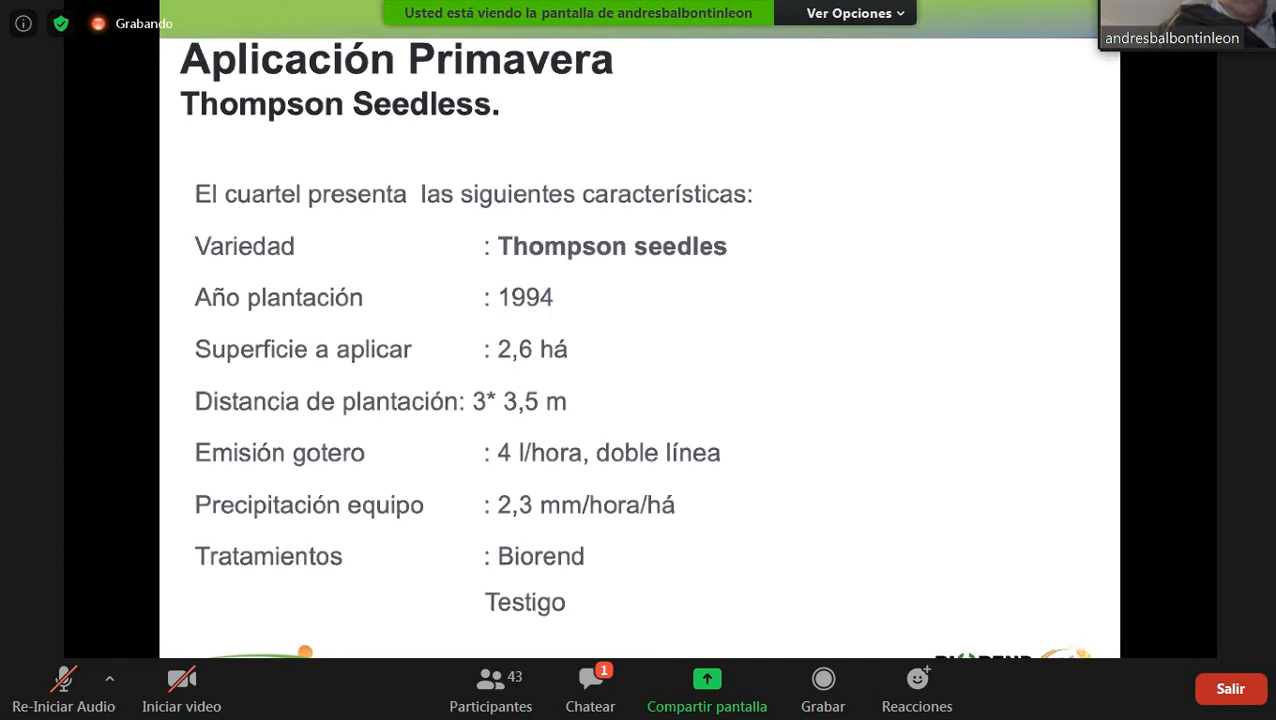 Grabando
Usted está viendo la pantalla de andresbalbontinleon
Ver Opciones
andresbalbontinleon
Aplicación Primavera
Thompson Seedless.
El cuartel presenta  las siguientes características:
Variedad : Thompson seedles
Año plantación : 1994
Superficie a aplicar : 2,6 há
Distancia de plantación: 3* 3,5 m
Emisión gotero : 4 l/hora, doble línea
Precipitación equipo : 2,3 mm/hora/há
Tratamientos : Biorend
Testigo
43
1
Re-Iniciar Audio
Iniciar video
Participantes
Chatear
Compartir pantalla
Grabar
Reacciones
Salir